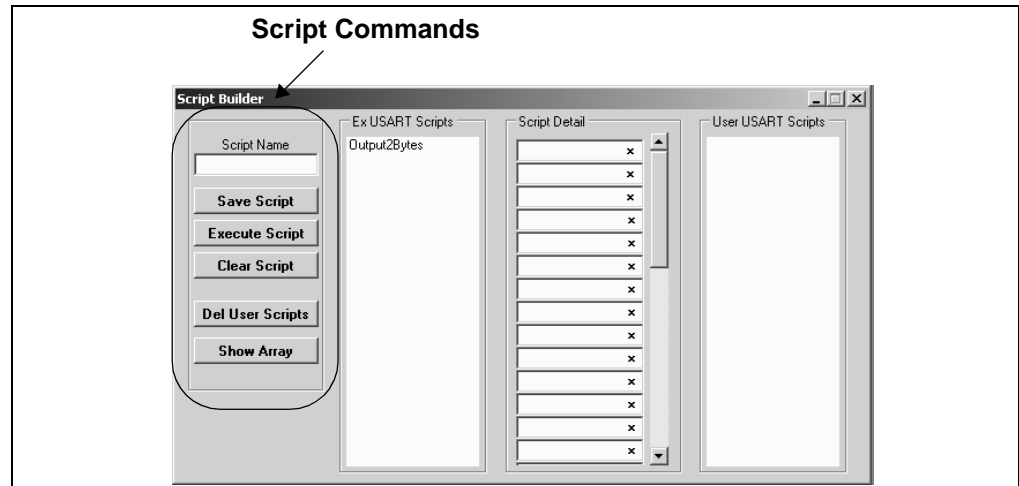 Script Commands
Script Builder
Script Name
Save Script
Execute Script
Clear Script
Del User Scripts
Show Array
Ex USART Scripts
Output2Bytes
Script Detail
x
x
x
x
x
x
x
x
x
x
x
x
x
x
User USART Scripts